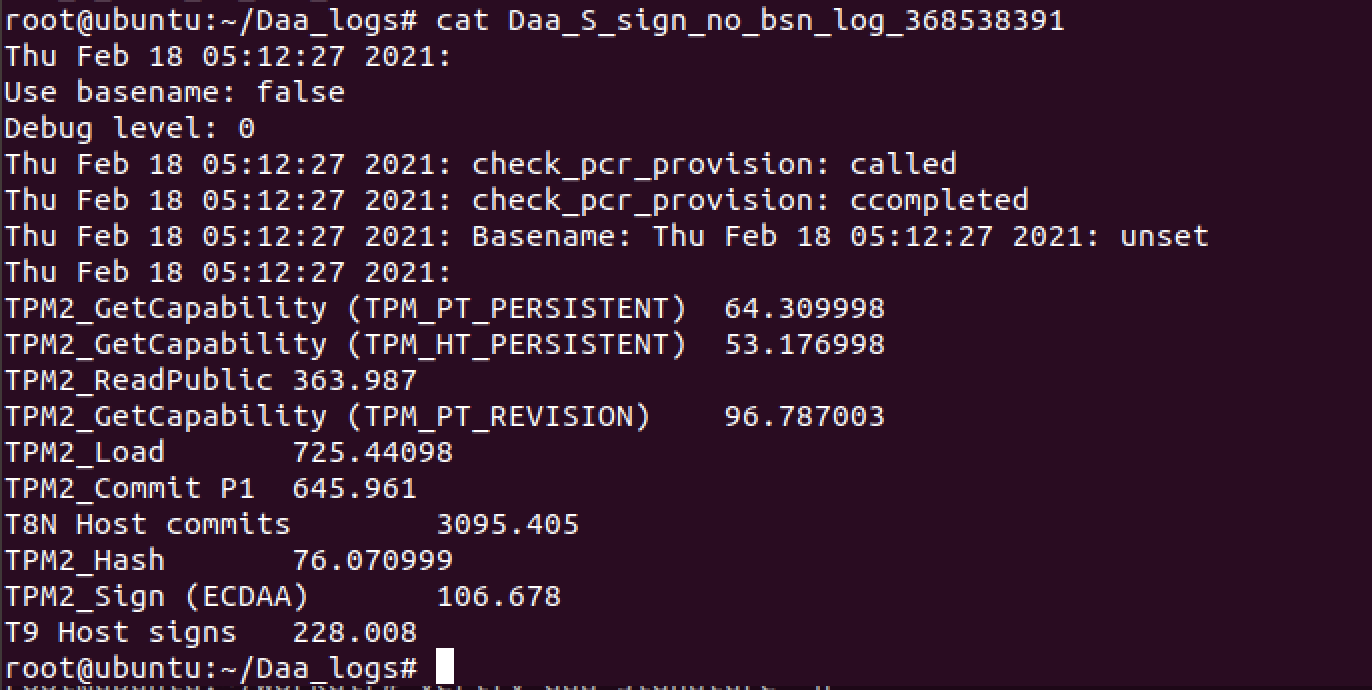 root@ubuntu:~/Daa_logs# cat Daa_S_sign_no_bsn_log_368538391
Thu Feb 18 05:12:27 2021:
Use basename: false
Debug level: 0
Thu Feb 18 05:12:27 2021: check_pcr_provision: called
Thu Feb 18 05:12:27 2021: check_pcr_provision: ccompleted
Thu Feb 18 05:12:27 2021: Basename: Thu Feb 18 05:12:27 2021: unset
Thu Feb 18 05:12:27 2021:
TPM2_GetCapability (TPM_PT_PERSISTENT)  64.309998
TPM2_GetCapability (TPM_HT_PERSISTENT)  53.176998
TPM2_ReadPublic 363.987
TPM2_GetCapability (TPM_PT_REVISION)    96.787003
TPM2_Load       725.44098
TPM2_Commit P1  645.961
T8N Host commits        3095.405
TPM2_Hash       76.070999
TPM2_Sign (ECDAA)       106.678
T9 Host signs   228.008
root@ubuntu:~/Daa_logs#